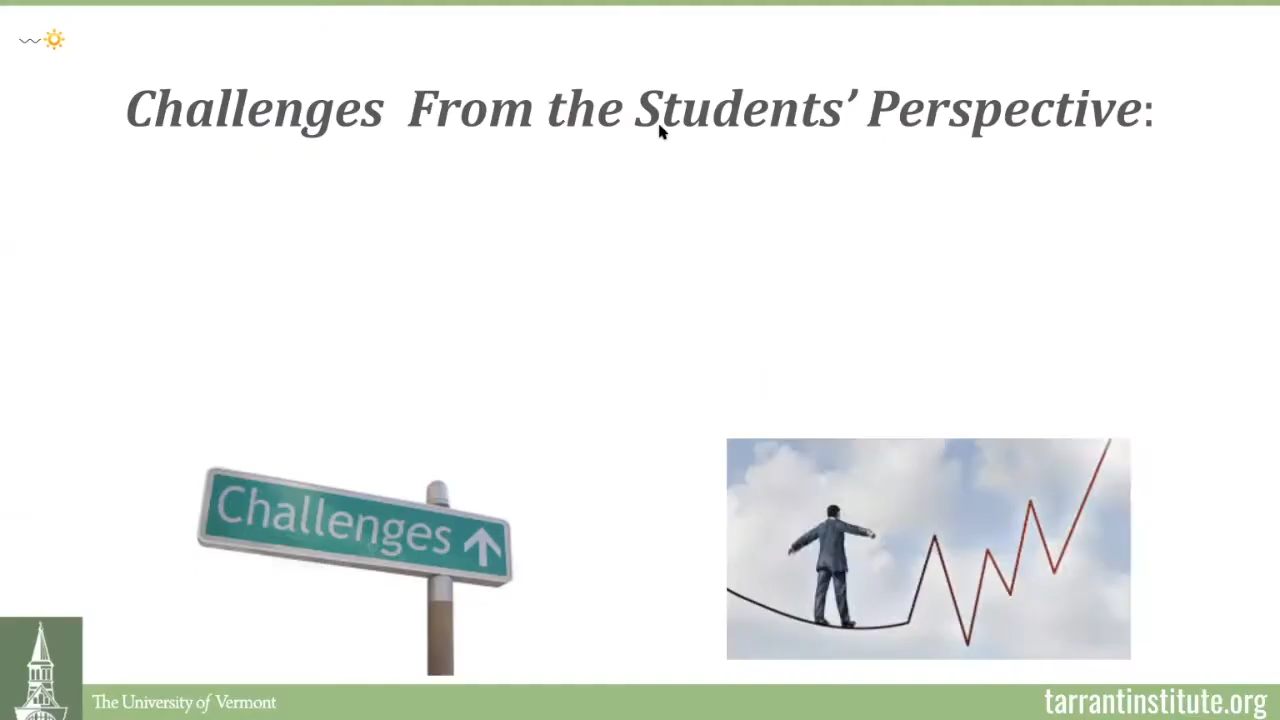 Challenges From the Students’ Perspective:
Challenges
The University of Vermont
tarrantinstitute.org